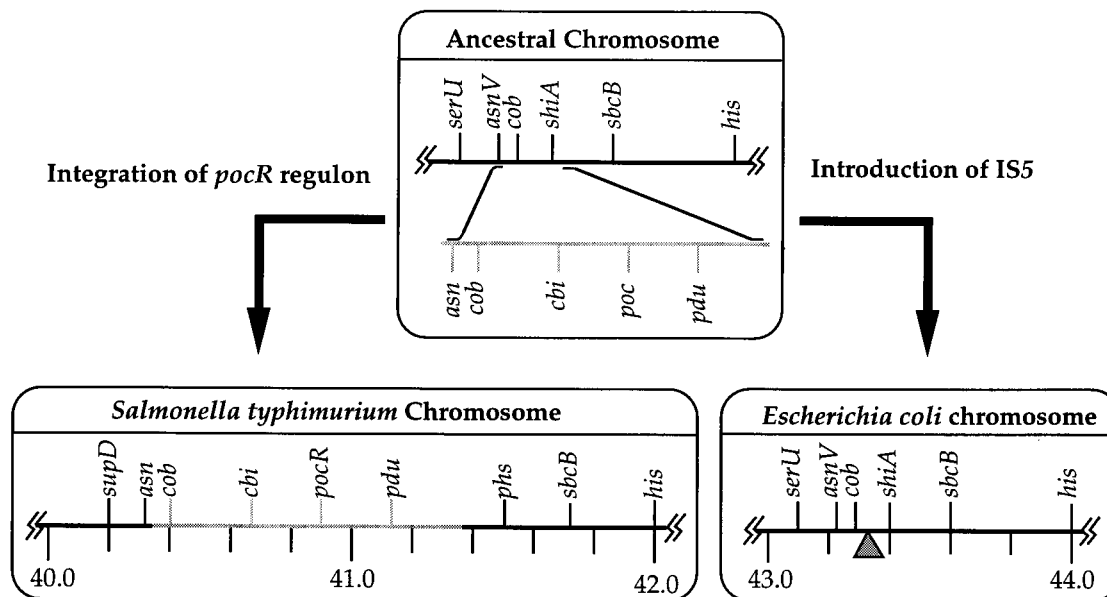 Ancestral Chromosome
serU asnV cob shiA sbcB his
Integration of pocR regulon
Introduction of IS5
asn cob cbi poc pdu
Salmonella typhimurium Chromosome
supD asn cob cbi pocR pdu phs sbcB his
40.0 41.0 42.0
Escherichia coli chromosome
serU asnV cob shiA sbcB his
43.0 44.0